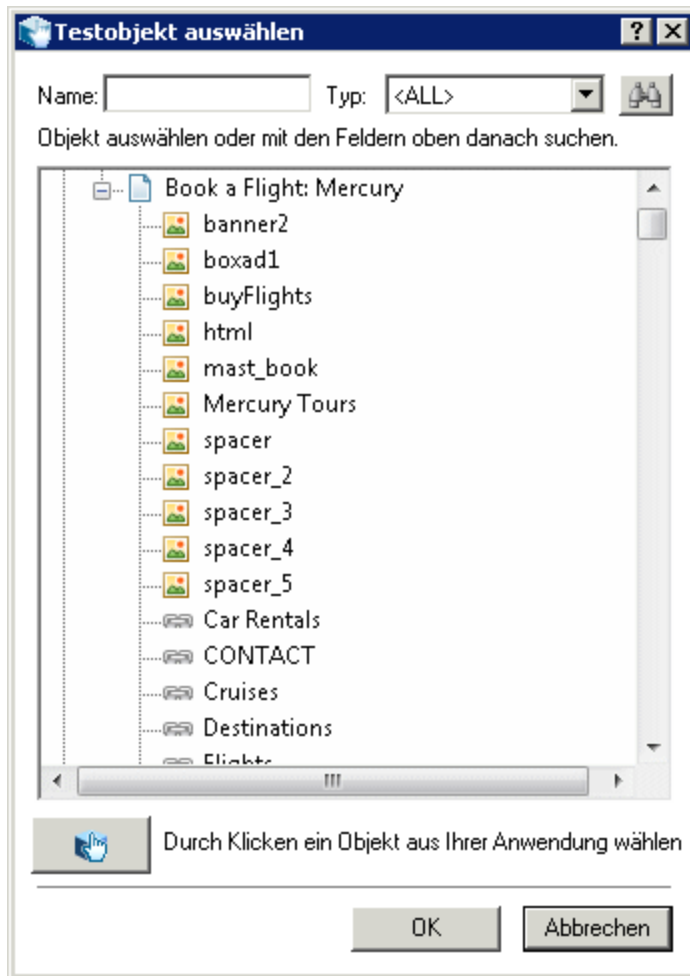 Testobjekt auswählen
Name: Typ: <ALL>
Objekt auswählen oder mit den Feldern oben danach suchen.
Book a Flight: Mercury
banner2
boxad1
buyFlights
html
mast_book
Mercury Tours
spacer
spacer_2
spacer_3
spacer_4
spacer_5
Car Rentals
CONTACT
Cruises
Destinations
Flights
Durch Klicken ein Objekt aus Ihrer Anwendung wählen
OK Abbrechen